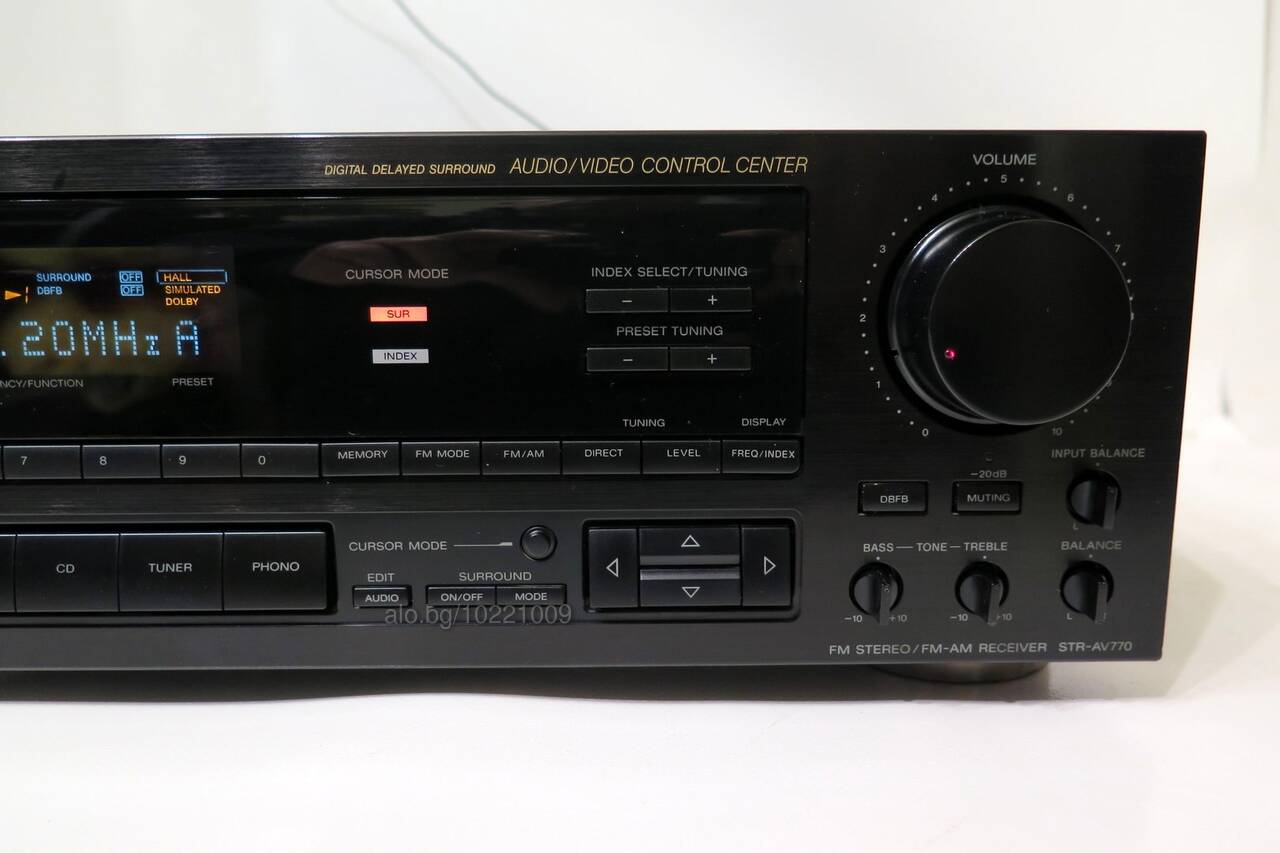 DIGITAL DELAYED SURROUND AUDIO/VIDEO CONTROL CENTER
VOLUME
0 1 2 3 4 5 6 7 10
SURROUND OFF HALL
DBFB OFF SIMULATED
DOLBY
.20MHz A
NCY/FUNCTION PRESET
CURSOR MODE
SUR
INDEX
INDEX SELECT/TUNING
− +
PRESET TUNING
− +
TUNING DISPLAY
7 8 9 0 MEMORY FM MODE FM/AM DIRECT LEVEL FREQ/INDEX
INPUT BALANCE
L
−20dB
DBFB MUTING
CD TUNER PHONO
CURSOR MODE
EDIT SURROUND
AUDIO ON/OFF MODE
alo.bg/10221009
BASS — TONE — TREBLE
−10 +10 −10 +10
BALANCE
L
FM STEREO/FM-AM RECEIVER STR-AV770